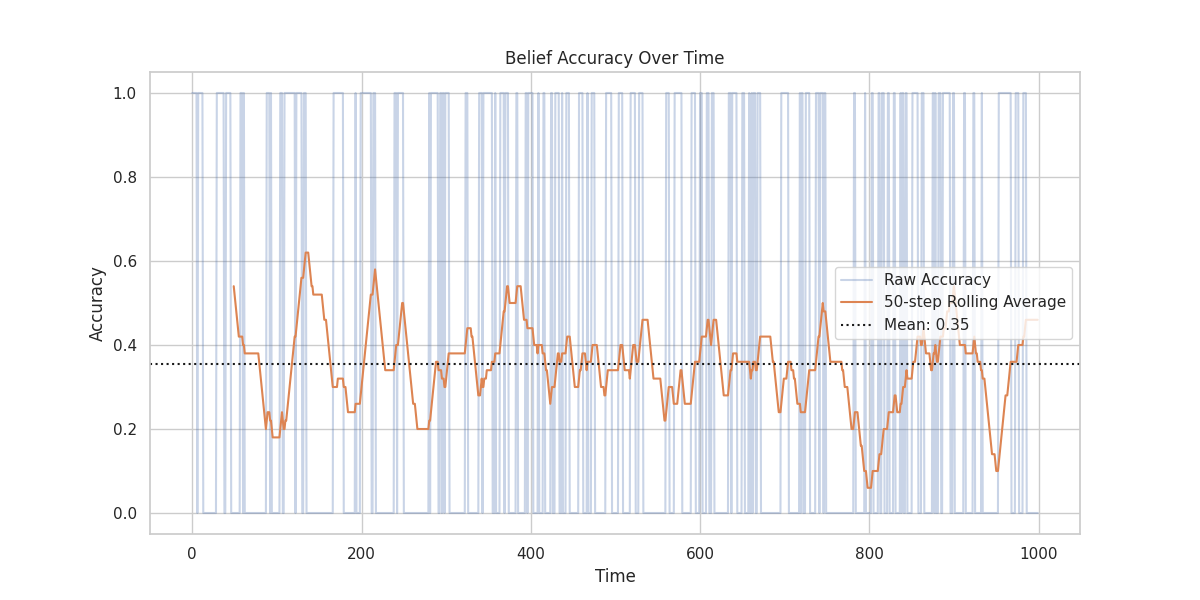 Belief Accuracy Over Time
1.0
0.8
0.6
0.4
0.2
0.0
Accuracy
Raw Accuracy
50-step Rolling Average
Mean: 0.35
0
200
400
600
800
1000
Time